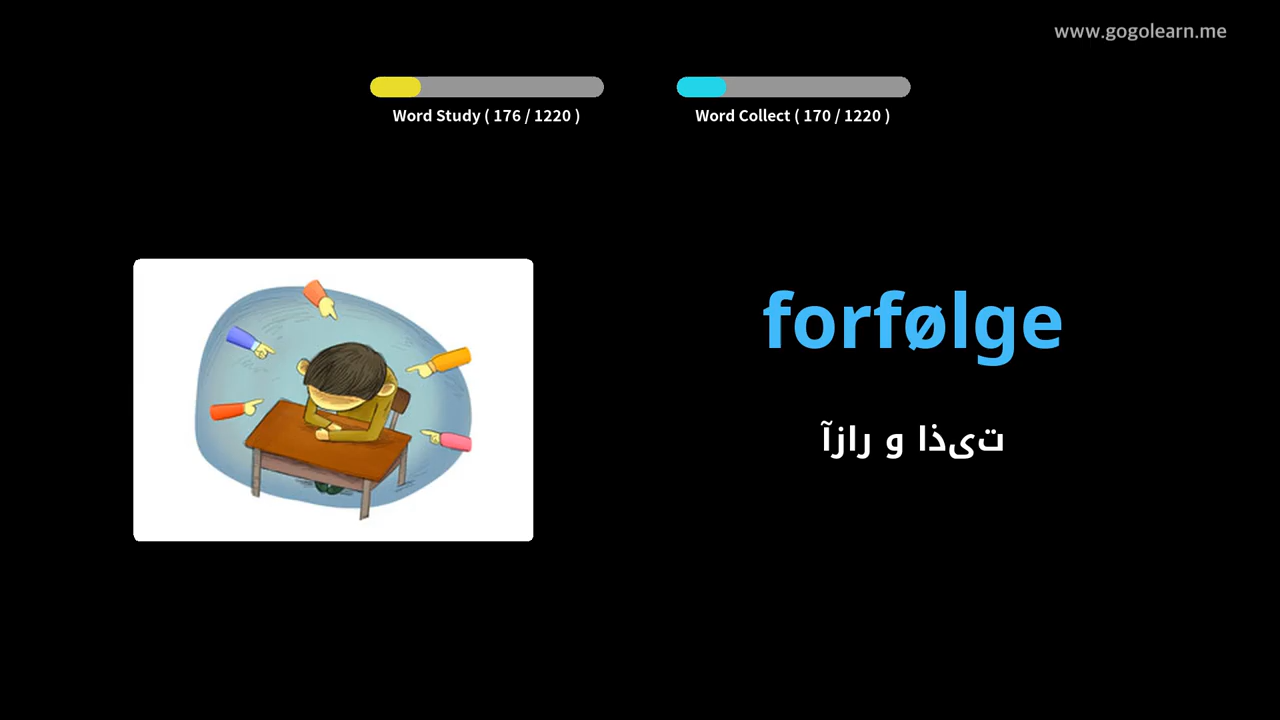 www.gogolearn.me
Word Study ( 176 / 1220 )
Word Collect ( 170 / 1220 )
forfølge
آزار و اذیت